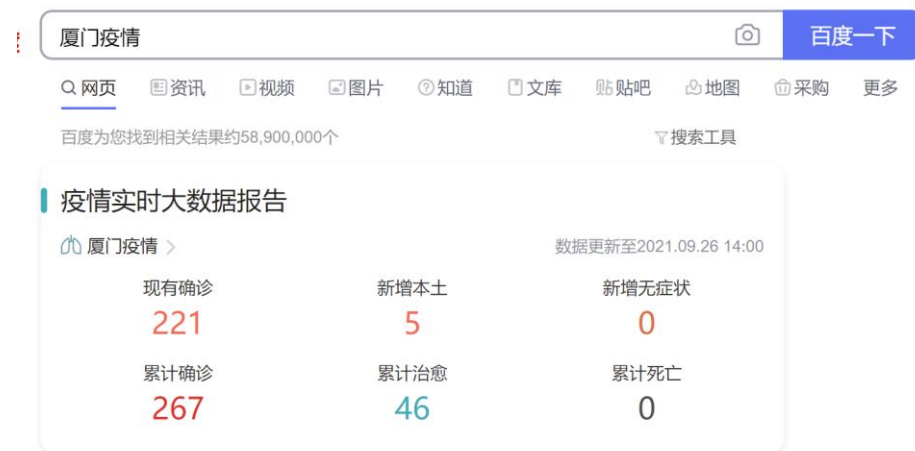 厦门疫情 百度一下
网页 资讯 视频 图片 知道 文库 贴吧 地图 采购 更多
百度为您找到相关结果约58,900,000个 搜索工具
疫情实时大数据报告
厦门疫情 数据更新至2021.09.26 14:00
现有确诊 新增本土 新增无症状
221 5 0
累计确诊 累计治愈 累计死亡
267 46 0